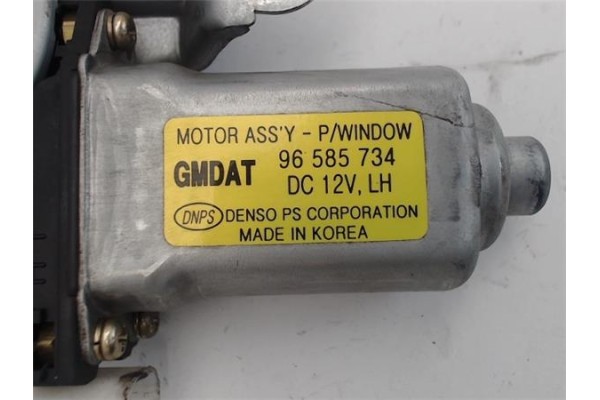 MOTOR ASS'Y - P/WINDOW
GMDAT 96 585 734
DC 12V, LH
DNPS DENSO PS CORPORATION
MADE IN KOREA